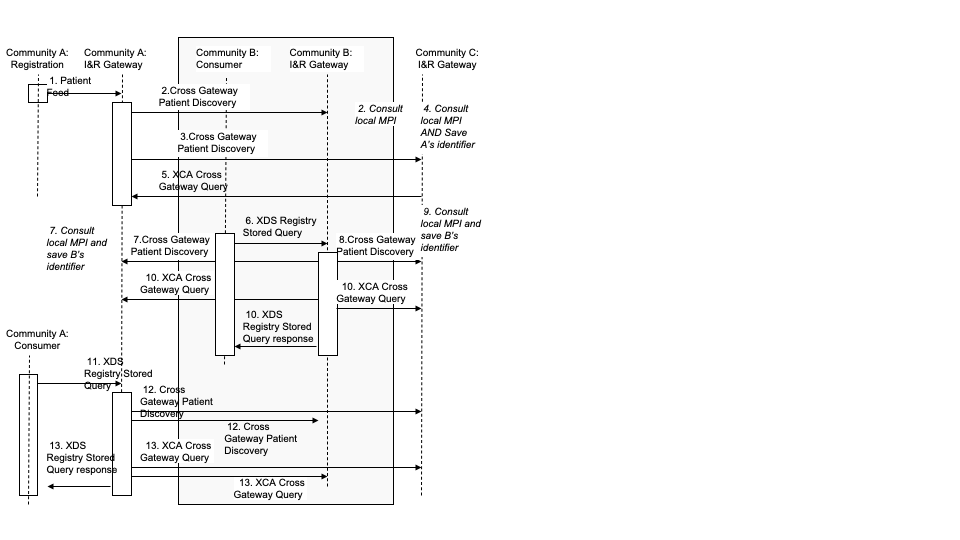 Community A:
Registration
Community A:
I&R Gateway
Community B:
Consumer
Community B:
I&R Gateway
Community C:
I&R Gateway
1. Patient
Feed
2.Cross Gateway
Patient Discovery
2. Consult
local MPI
4. Consult
local MPI
AND Save
A's identifier
3.Cross Gateway
Patient Discovery
5. XCA Cross
Gateway Query
6. XDS Registry
Stored Query
9. Consult
local MPI and
save B's
identifier
7. Consult
local MPI and
save B's
identifier
7.Cross Gateway
Patient Discovery
8.Cross Gateway
Patient Discovery
10. XCA Cross
Gateway Query
10. XCA Cross
Gateway Query
10. XDS
Registry Stored
Query response
Community A:
Consumer
11. XDS
Registry Stored
Query
12. Cross
Gateway Patient
Discovery
12. Cross
Gateway Patient
Discovery
13. XDS
Registry Stored
Query response
13. XCA Cross
Gateway Query
13. XCA Cross
Gateway Query